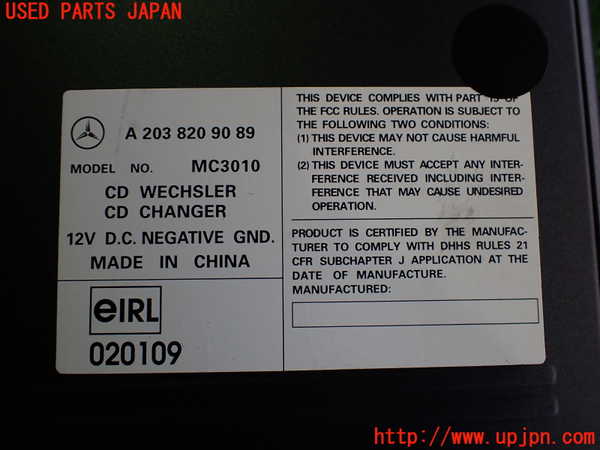 USED PARTS JAPAN
A 203 820 90 89
MODEL NO. MC3010
CD WECHSLER
CD CHANGER
12V D.C. NEGATIVE GND.
MADE IN CHINA
eIRL
020109
THIS DEVICE COMPLIES WITH PART 15 OF
THE FCC RULES. OPERATION IS SUBJECT TO
THE FOLLOWING TWO CONDITIONS:
(1) THIS DEVICE MAY NOT CAUSE HARMFUL
INTERFERENCE.
(2) THIS DEVICE MUST ACCEPT ANY INTER-
FERENCE RECEIVED INCLUDING INTER-
FERENCE THAT MAY CAUSE UNDESIRED
OPERATION.
PRODUCT IS CERTIFIED BY THE MANUFAC-
TURER TO COMPLY WITH DHHS RULES 21
CFR SUBCHAPTER J APPLICATION AT THE
DATE OF MANUFACTURE.
MANUFACTURED:
http://www.upjpn.com/